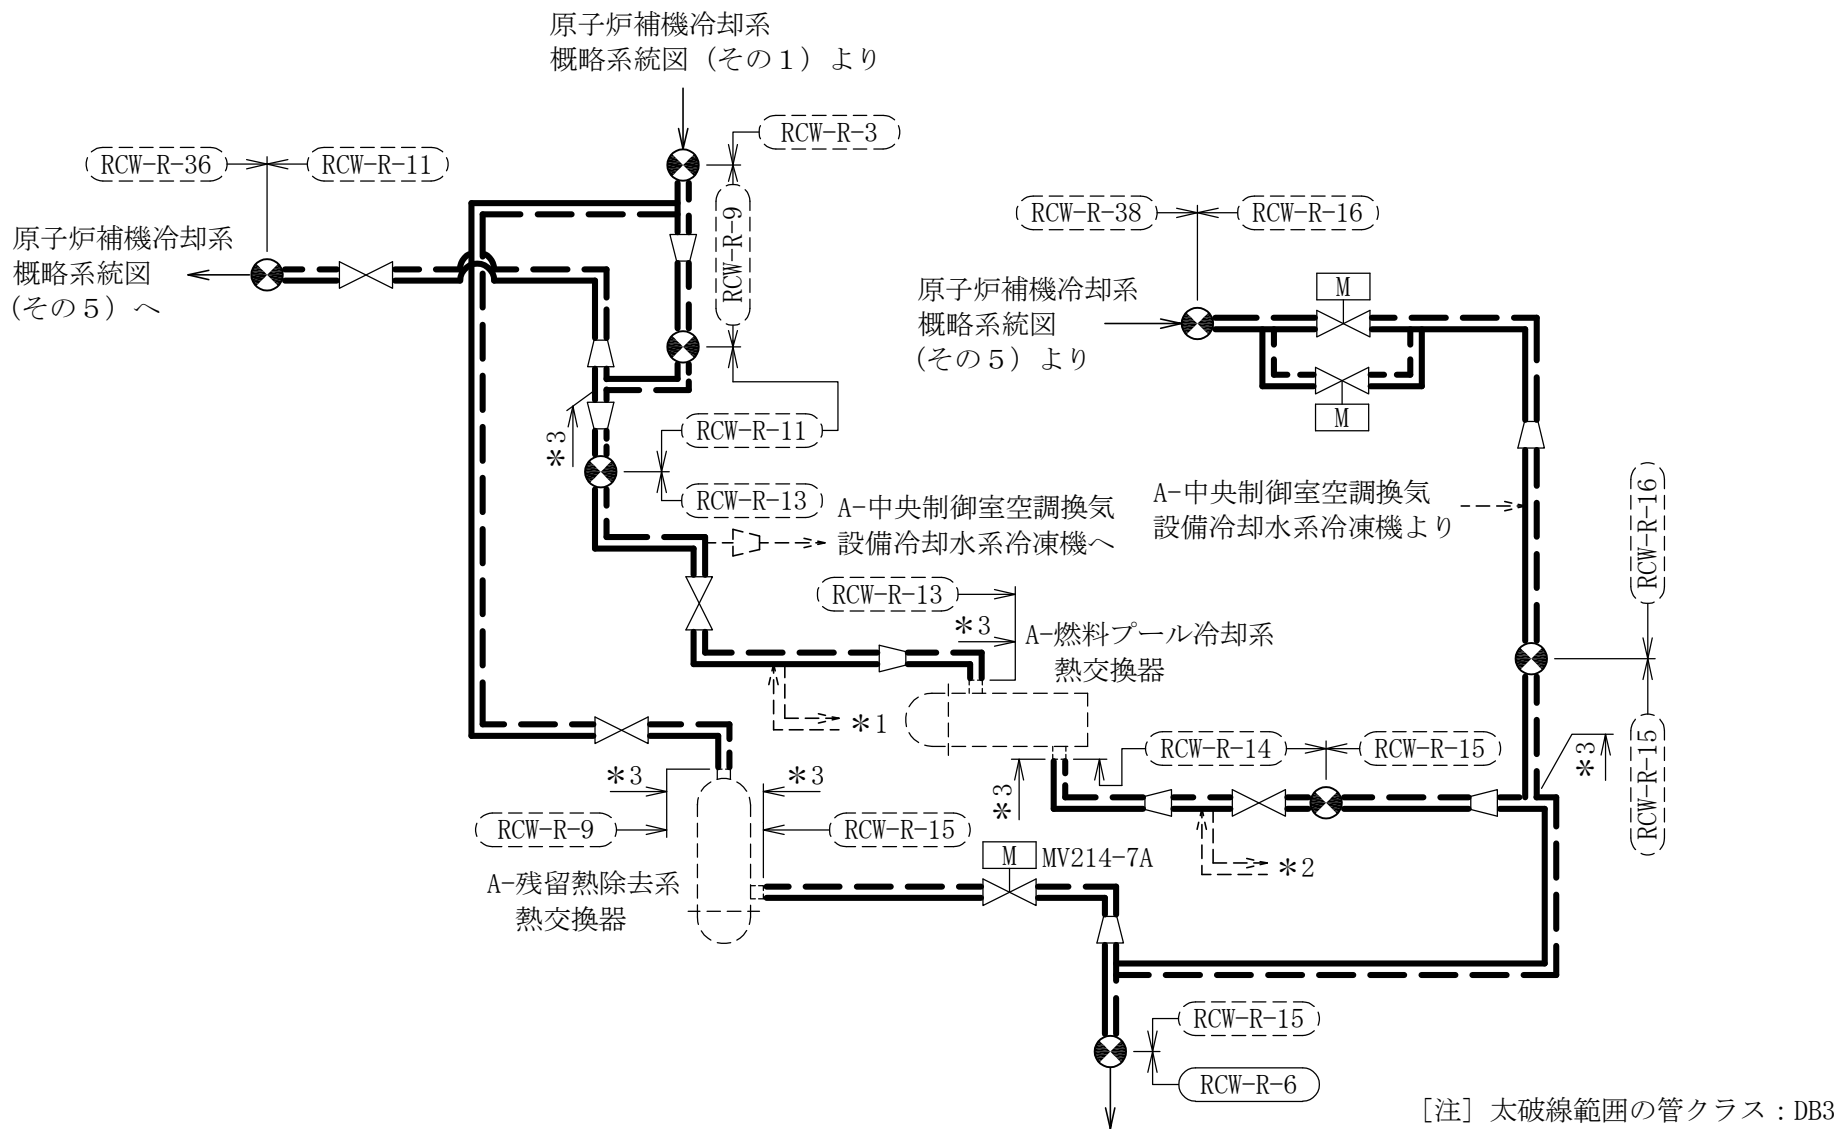 原子炉補機冷却系
概略系統図（その１）より
RCW-R-3
RCW-R-36
RCW-R-11
RCW-R-9
RCW-R-38
RCW-R-16
原子炉補機冷却系
概略系統図
(その５）へ
原子炉補機冷却系
概略系統図
(その５）より
M
M
RCW-R-11
＊3
RCW-R-13
A-中央制御室空調換気
設備冷却水系冷凍機へ
A-中央制御室空調換気
設備冷却水系冷凍機より
RCW-R-16
RCW-R-13
＊3
A-燃料プール冷却系
熱交換器
＊1
RCW-R-14
RCW-R-15
＊3
RCW-R-15
＊3
＊3
＊3
RCW-R-9
RCW-R-15
M
MV214-7A
＊2
A-残留熱除去系
熱交換器
RCW-R-15
RCW-R-6
［注］太破線範囲の管クラス：DB3